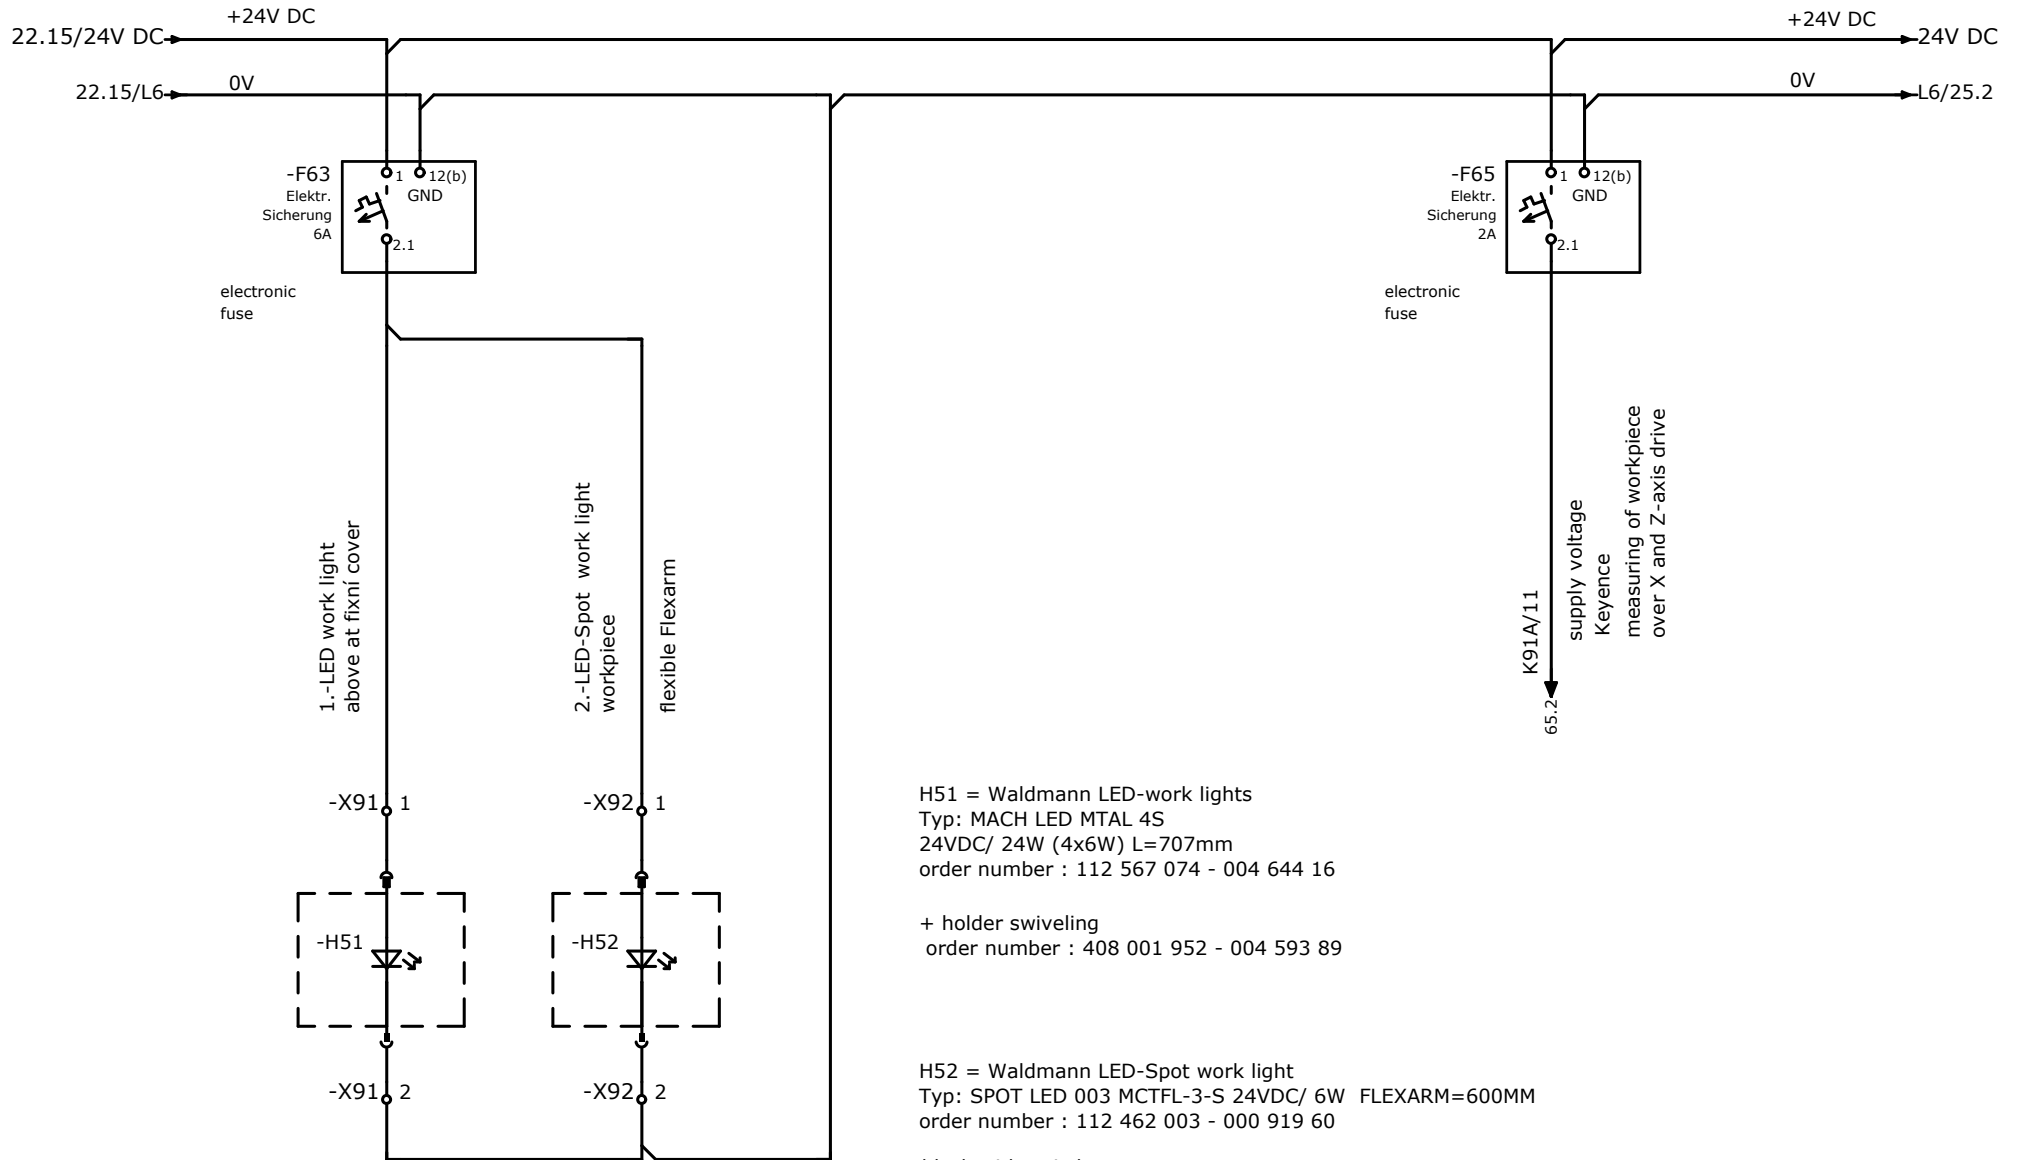 +24V DC
+24V DC
22.15/24V DC
24V DC
0V
0V
22.15/L6
L6/25.2
-F63
Elektr.
Sicherung
6A
1
12(b)
GND
2.1
electronic
fuse
-F65
Elektr.
Sicherung
2A
1
12(b)
GND
2.1
electronic
fuse
1.-LED work light
above at fixní cover
2.-LED-Spot work light
workpiece
flexible Flexarm
K91A/11
supply voltage
Keyence
measuring of workpiece
over X and Z-axis drive
65.2
-X91 1
-X92 1
-H51
-H52
-X91 2
-X92 2
H51 = Waldmann LED-work lights
Typ: MACH LED MTAL 4S
24VDC/ 24W (4x6W) L=707mm
order number : 112 567 074 - 004 644 16
+ holder swiveling
order number : 408 001 952 - 004 593 89
H52 = Waldmann LED-Spot work light
Typ: SPOT LED 003 MCTFL-3-S 24VDC/ 6W FLEXARM=600MM
order number : 112 462 003 - 000 919 60